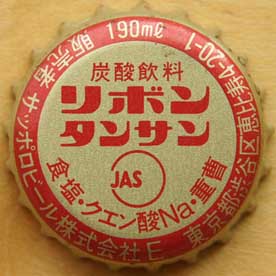 190ml
炭酸飲料
リボン
タンサン
JAS
食塩・クエン酸Na・重曹
販売者 サッポロビール株式会社E 東京都渋谷区恵比寿4-20-1